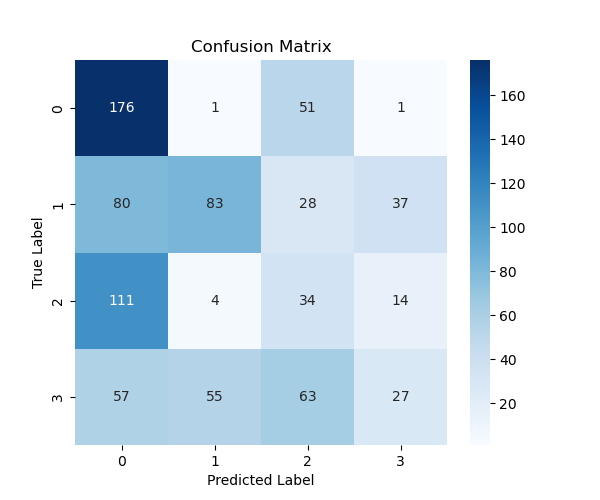 Confusion Matrix
True Label
0 176 1 51 1
1 80 83 28 37
2 111 4 34 14
3 57 55 63 27
0 1 2 3
Predicted Label
160
140
120
100
80
60
40
20